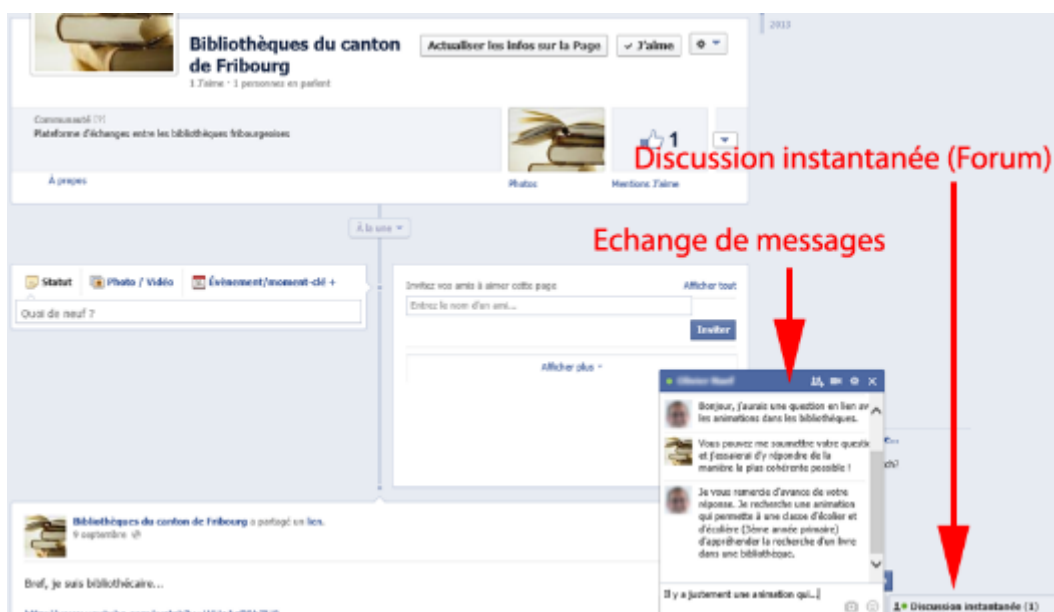 2013
Bibliothèques du canton
de Fribourg
1 J'aime · 1 personnes en parlent
Actualiser les infos sur la Page
✓ J'aime
Communauté [?]
Plateforme d'échanges entre les bibliothèques fribourgeoises
1
À propos
Photos
Mentions J'aime
Discussion instantanée (Forum)
À la une
Echange de messages
Statut
Photo / Vidéo
Évènement/moment-clé +
Quoi de neuf ?
Invitez vos amis à aimer cette page
Afficher tout
Entrez le nom d'un ami...
Inviter
Afficher plus
Bonjour, j'aurais une question en lien av
les animations dans les bibliothèques.
Vous pouvez me soumettre votre questio
et j'essaierai d'y répondre de la
manière la plus cohérente possible !
Je vous remercie d'avance de votre
réponse. Je recherche une animation
qui permette à une classe d'écolier et
d'écolière (3ème année primaire)
d'appréhender la recherche d'un livre
dans une bibliothèque.
Il y a justement une animation qui...
Bibliothèques du canton de Fribourg a partagé un lien.
9 septembre
Bref, je suis bibliothécaire...
Discussion instantanée (1)